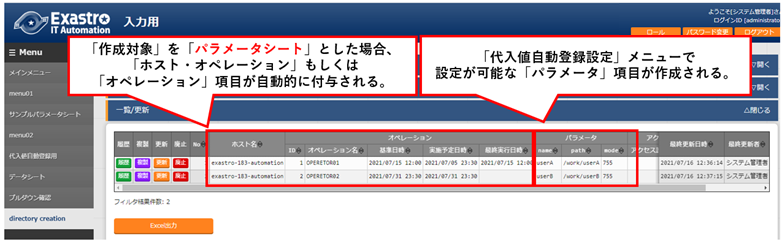 Exastro
IT Automation
入力用
ようこそ[システム管理者]さ
ログインID [administrato
ロール パスワード変更 ログアウト
Menu
メインメニュー
menu01
サンプルパラメータシート
menu02
代入値自動登録用
データシート
プルダウン確認
directory creation
「作成対象」を「パラメータシート」とした場合、
「ホスト・オペレーション」もしくは
「オペレーション」項目が自動的に付与される。
「代入値自動登録設定」メニューで
設定が可能な「パラメータ」項目が作成される。
▽開く
▽開く
一覧/更新
△閉じる
履歴 複製 更新 廃止 No ホスト名 オペレーション パラメータ アク 最終更新日時 最終更新者
ID オペレーション名 基準日時 実施予定日時 最終実行日時 name path mode アクセス
履歴 複製 更新 廃止 exastro-183-automation 1 OPERETOR01 2021/07/15 12:00 2021/07/05 23:30 2021/07/15 12:00 userA /work/userA 755 2021/07/16 12:36:14 システム管理者
履歴 複製 更新 廃止 exastro-183-automation 2 OPERETOR02 2021/07/31 23:30 2021/07/31 23:30 userB /work/userB 755 2021/07/16 12:37:15 システム管理者
フィルタ結果件数: 2
Excel出力